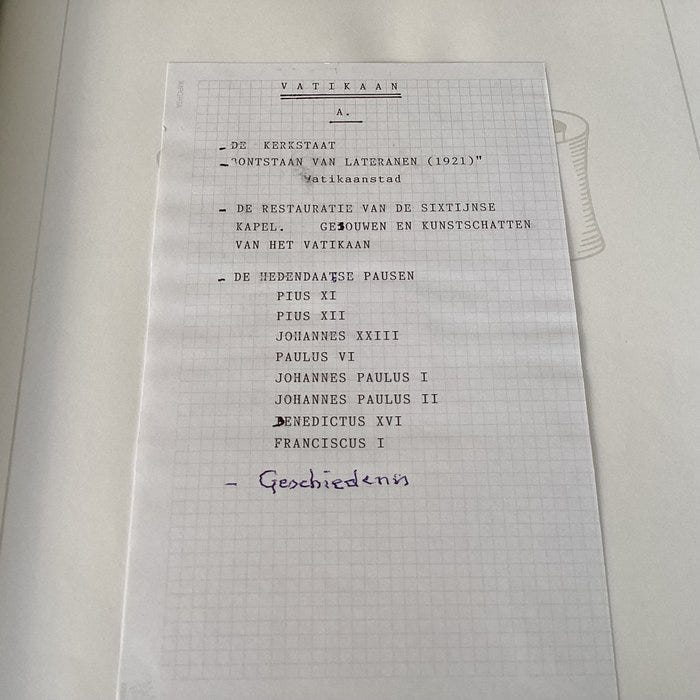 VATIKAAN
A.
- DE KERKSTAAT
- "ONTSTAAN VAN LATERANEN (1921)"
Vatikaanstad
- DE RESTAURATIE VAN DE SIXTIJNSE
KAPEL. GEBOUWEN EN KUNSTSCHATTEN
VAN HET VATIKAAN
- DE HEDENDAATSE PAUSEN
PIUS XI
PIUS XII
JOHANNES XXIII
PAULUS VI
JOHANNES PAULUS I
JOHANNES PAULUS II
BENEDICTUS XVI
FRANCISCUS I
- Geschiedenis